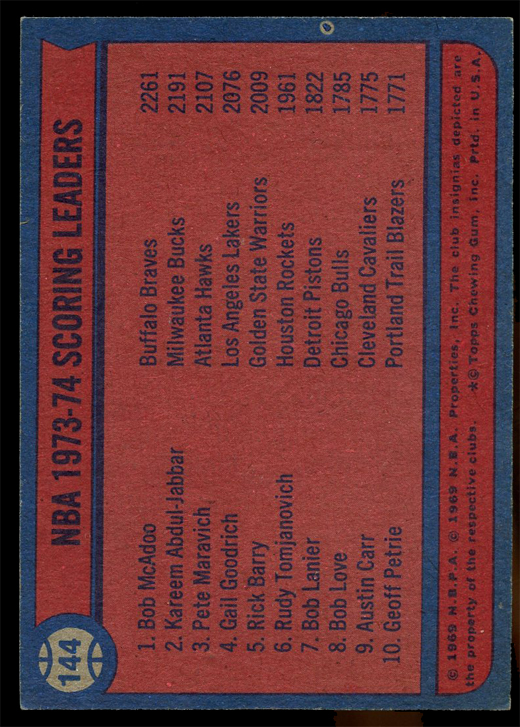 144
NBA 1973-74 SCORING LEADERS
1. Bob McAdoo Buffalo Braves 2261
2. Kareem Abdul-Jabbar Milwaukee Bucks 2191
3. Pete Maravich Atlanta Hawks 2107
4. Gail Goodrich Los Angeles Lakers 2076
5. Rick Barry Golden State Warriors 2009
6. Rudy Tomjanovich Houston Rockets 1961
7. Bob Lanier Detroit Pistons 1822
8. Bob Love Chicago Bulls 1785
9. Austin Carr Cleveland Cavaliers 1775
10. Geoff Petrie Portland Trail Blazers 1771
© 1969 N.B.P.A. © 1969 N.B.A. Properties, Inc. The club insignias depicted are
the property of the respective clubs. *© Topps Chewing Gum, Inc. Prtd. in U.S.A.